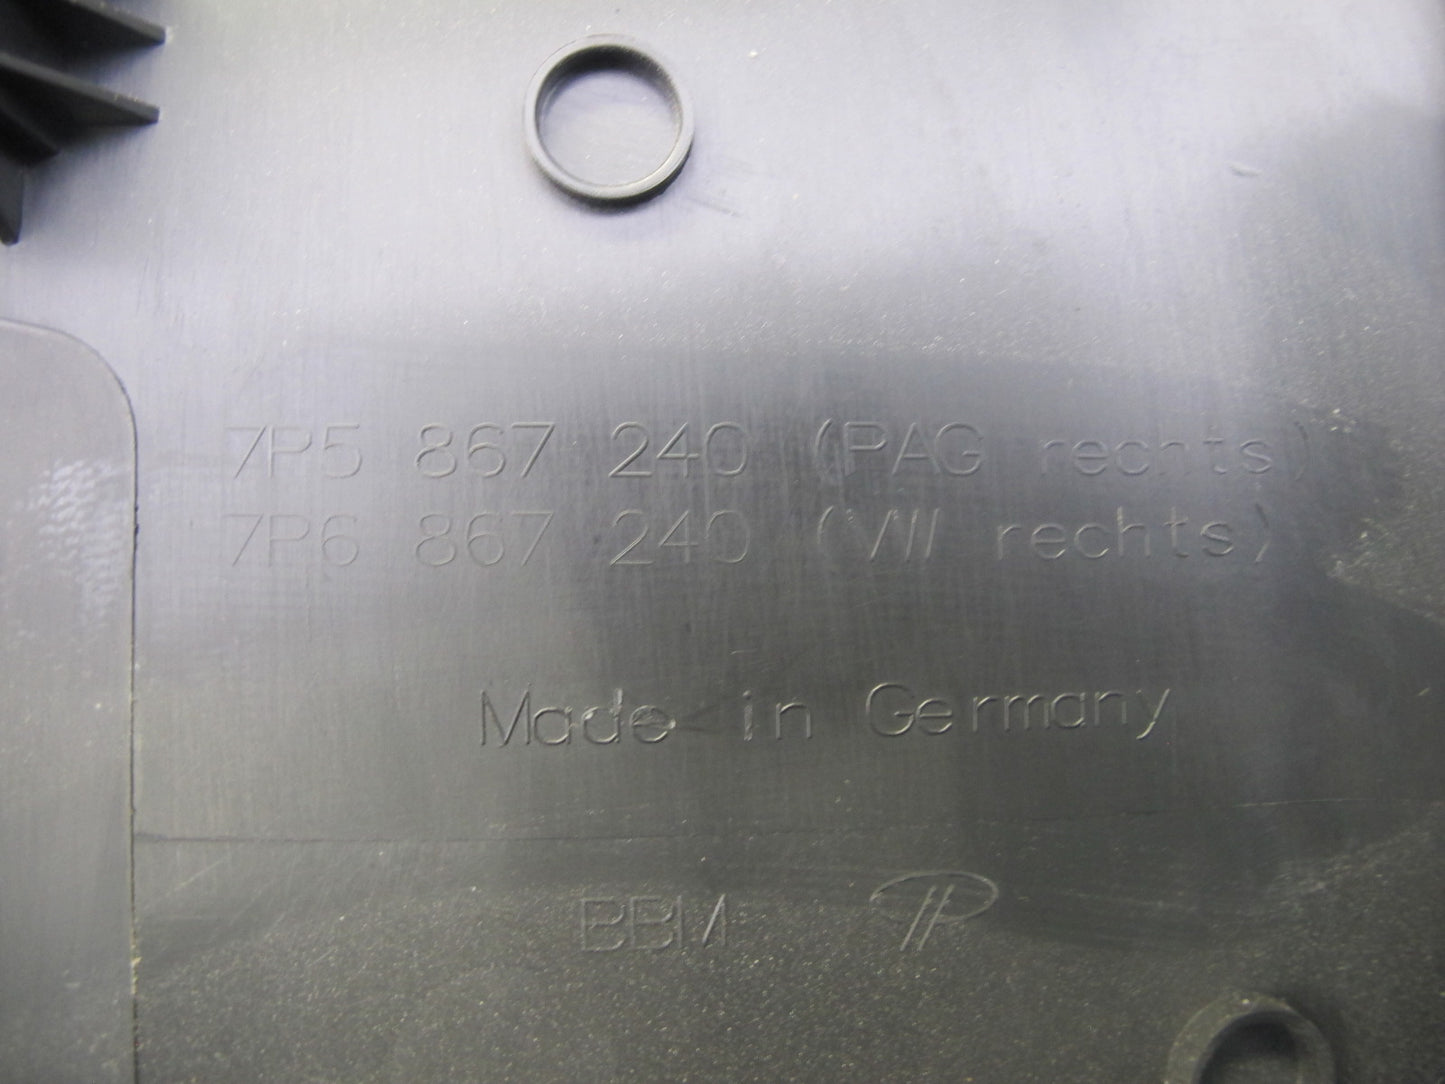 7P5 867 240 (PAG rechts)
7P6 867 240 (VW rechts)
Made in Germany
BBM